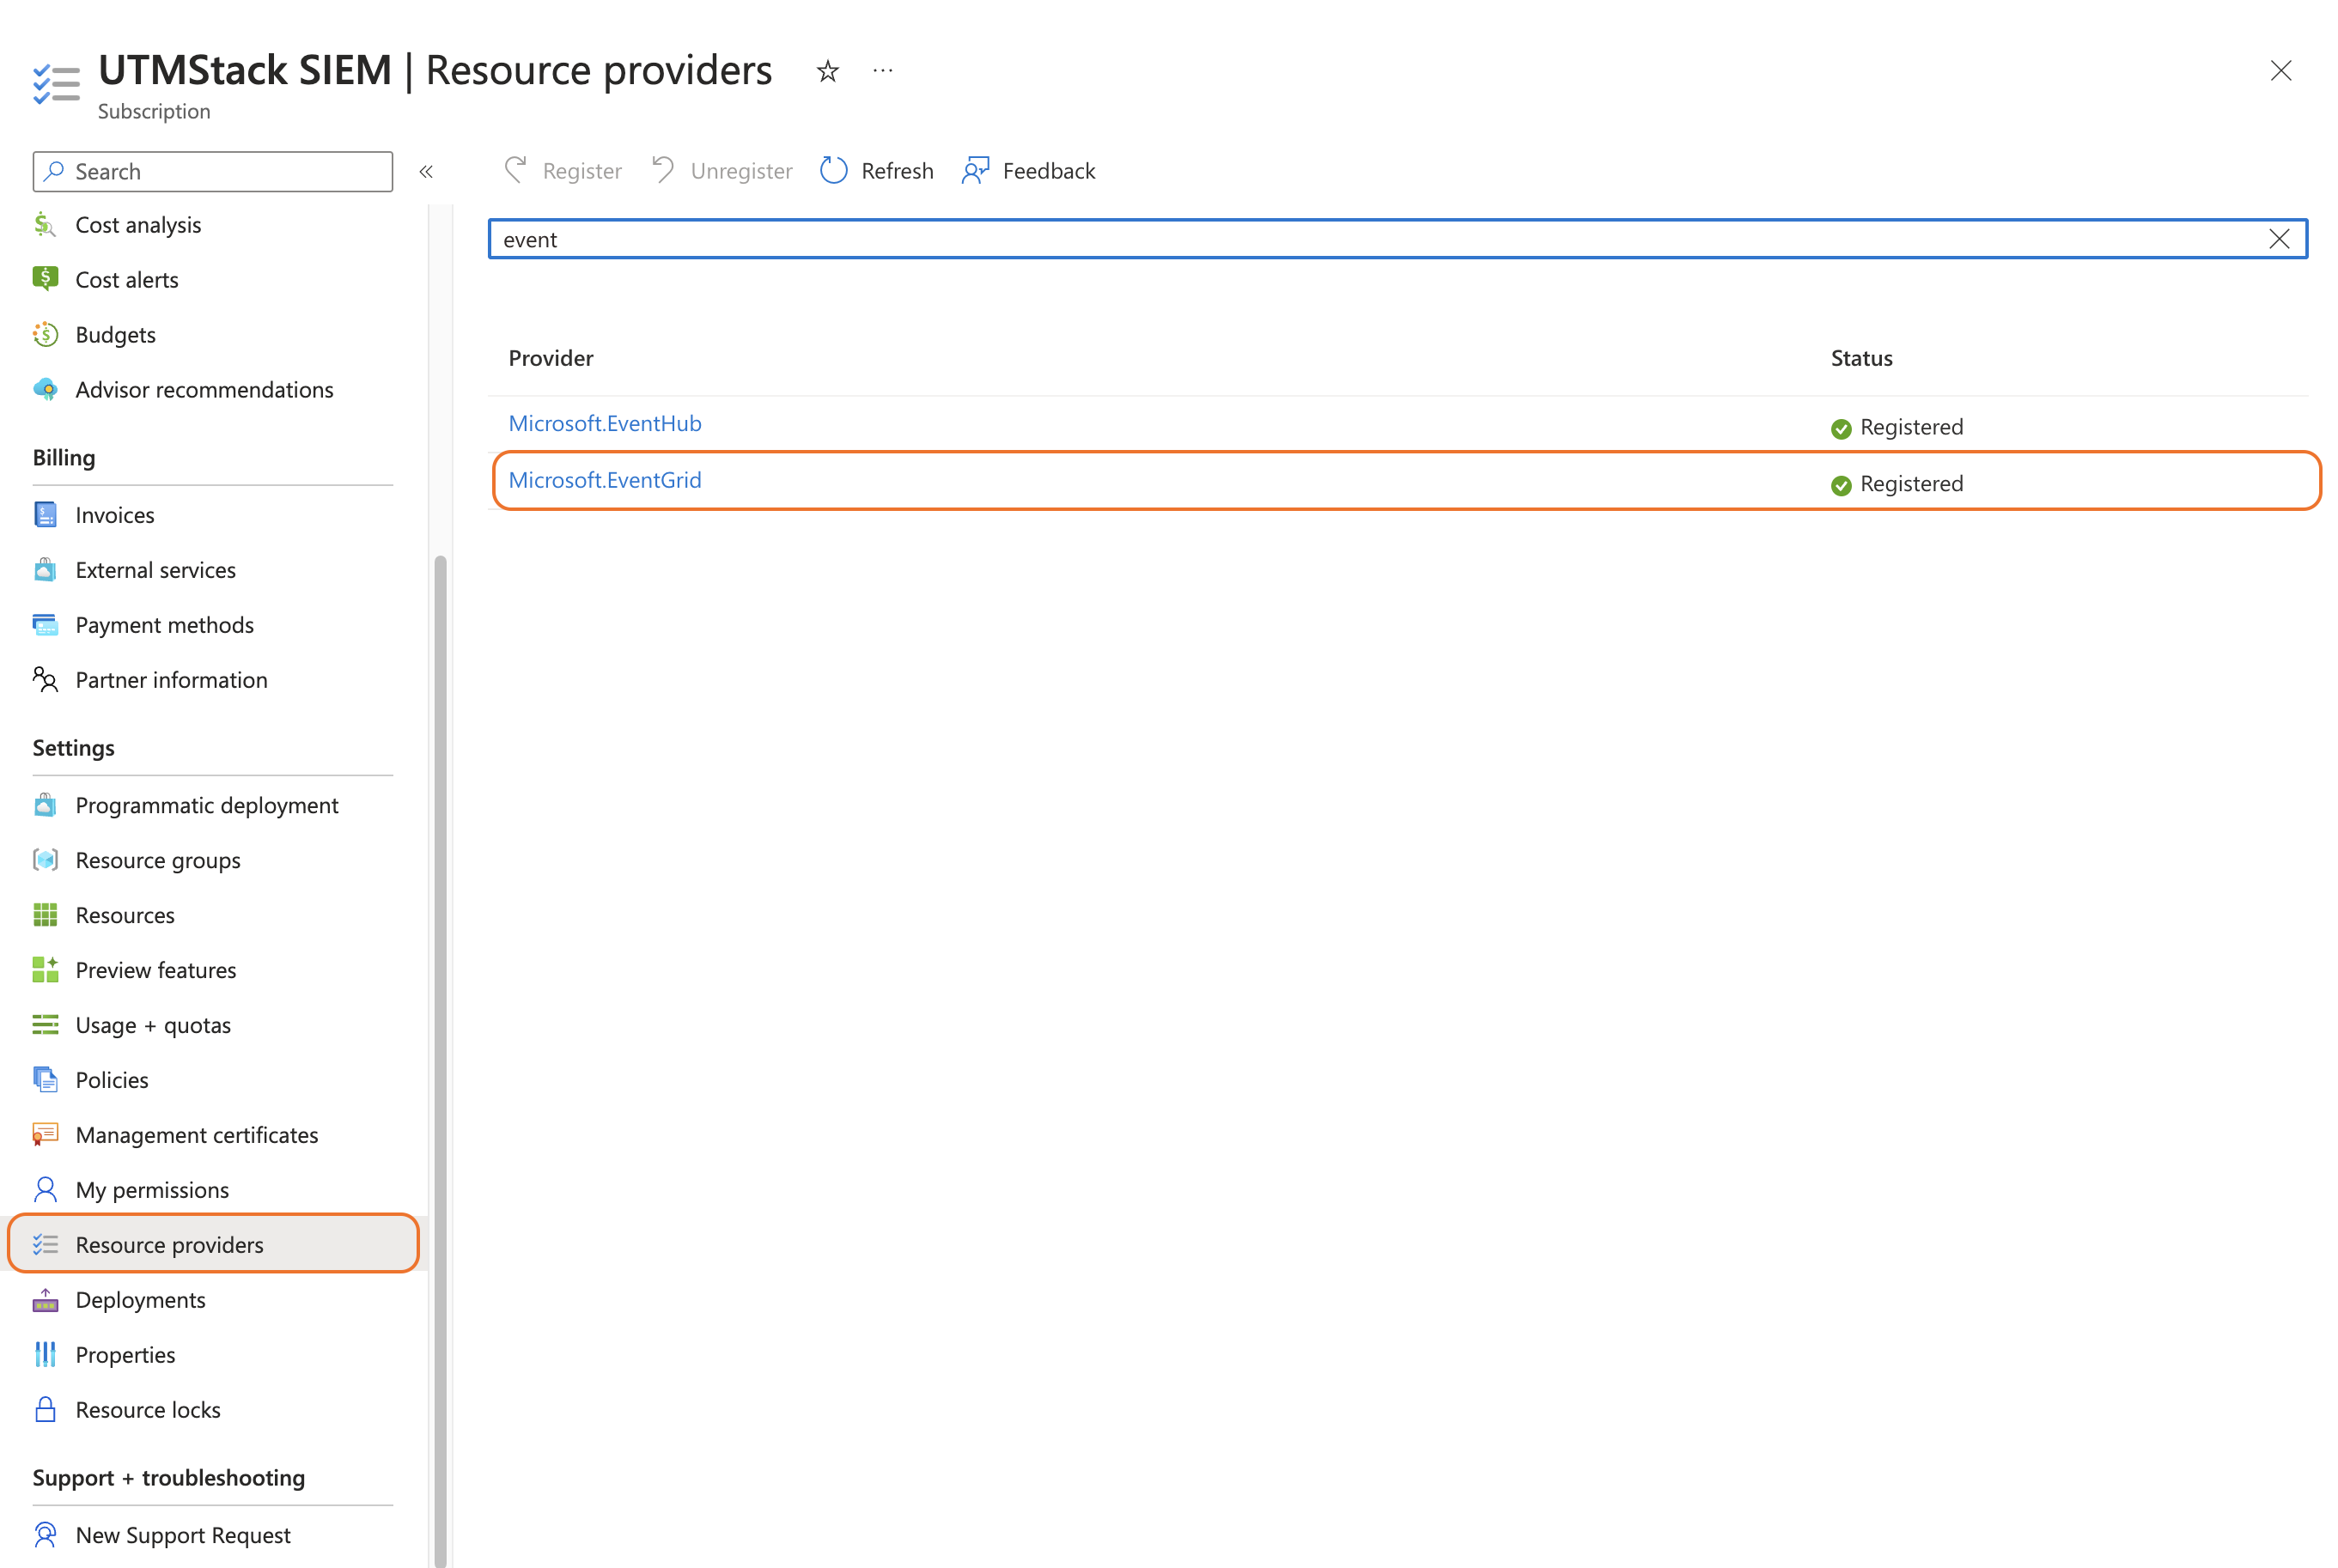 UTMStack SIEM | Resource providers
Subscription
Search
Cost analysis
Cost alerts
Budgets
Advisor recommendations
Billing
Invoices
External services
Payment methods
Partner information
Settings
Programmatic deployment
Resource groups
Resources
Preview features
Usage + quotas
Policies
Management certificates
My permissions
Resource providers
Deployments
Properties
Resource locks
Support + troubleshooting
New Support Request
Register Unregister Refresh Feedback
event
Provider Status
Microsoft.EventHub Registered
Microsoft.EventGrid Registered